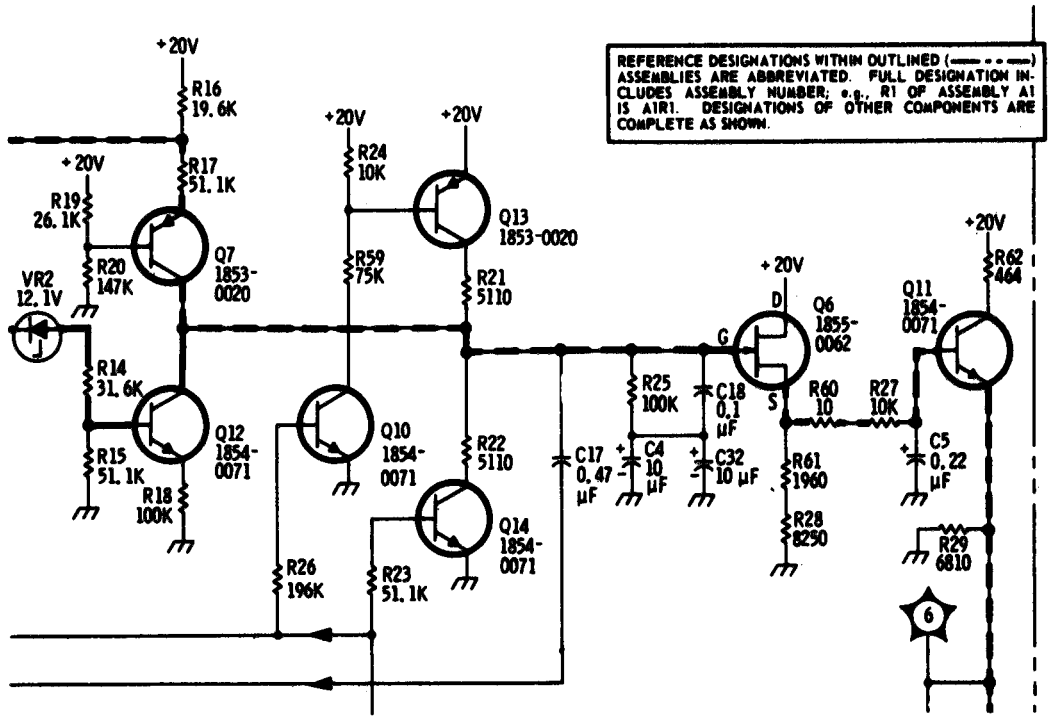 +20V
R16
19.6K
REFERENCE DESIGNATIONS WITHIN OUTLINED (
)
ASSEMBLIES ARE ABBREVIATED. FULL DESIGNATION IN-
CLUDES ASSEMBLY NUMBER; e.g., R1 OF ASSEMBLY A1
IS A1R1. DESIGNATIONS OF OTHER COMPONENTS ARE
COMPLETE AS SHOWN.
+20V
+20V
R24
10K
+20V
R17
51.1K
R19
26.1K
Q13
1853-0020
+20V
R62
464
Q7
1853-
0020
R20
147K
R59
75K
R21
5110
+20V
VR2
12.1V
D
Q6
1855-
0062
Q11
1854-
0071
G
R14
31.6K
R25
100K
C18
0.1
µF
S
R60
10
R27
10K
Q12
1854-
0071
Q10
1854-
0071
R22
5110
R15
51.1K
C17
0.47
µF
+
-
C4
10
µF
+
-
C32
10 µF
R61
1960
+
C5
0.22
µF
R18
100K
Q14
1854-
0071
R28
8250
R29
6810
R26
196K
R23
51.1K
6